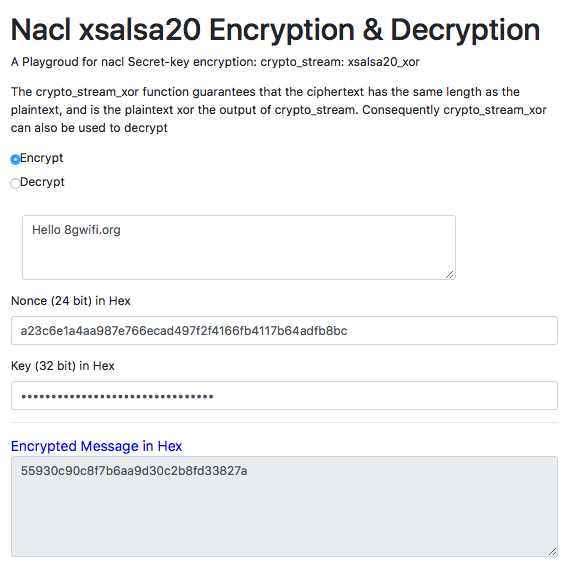 Nacl xsalsa20 Encryption & Decryption
A Playgroud for nacl Secret-key encryption: crypto_stream: xsalsa20_xor
The crypto_stream_xor function guarantees that the ciphertext has the same length as the
plaintext, and is the plaintext xor the output of crypto_stream. Consequently crypto_stream_xor
can also be used to decrypt
Encrypt
Decrypt
Hello 8gwifi.org
Nonce (24 bit) in Hex
a23c6e1a4aa987e766ecad497f2f4166fb4117b64adfb8bc
Key (32 bit) in Hex
••••••••••••••••••••••••••••••••
Encrypted Message in Hex
55930c90c8f7b6aa9d30c2b8fd33827a